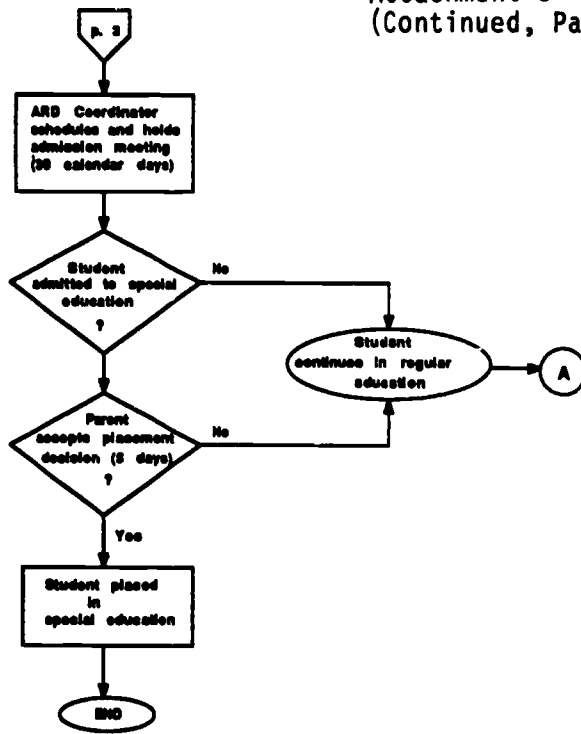 (Continued, Pa
p. 2
ARD Coordinator
schedules and holds
admission meeting
(30 calendar days)
Student
admitted to special
education
?
No
Student
continues in regular
education
A
Parent
accepts placement
decision (5 days)
?
No
Yes
Student placed
in
special education
END